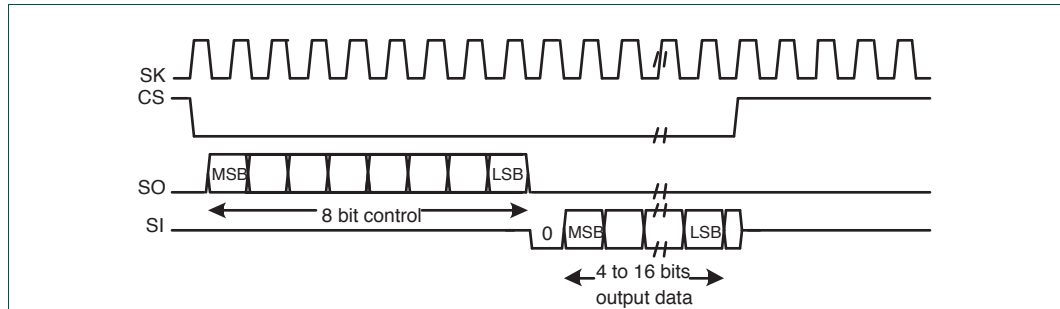 SK
CS
SO
MSB
LSB
8 bit control
SI
0
MSB
LSB
4 to 16 bits
output data